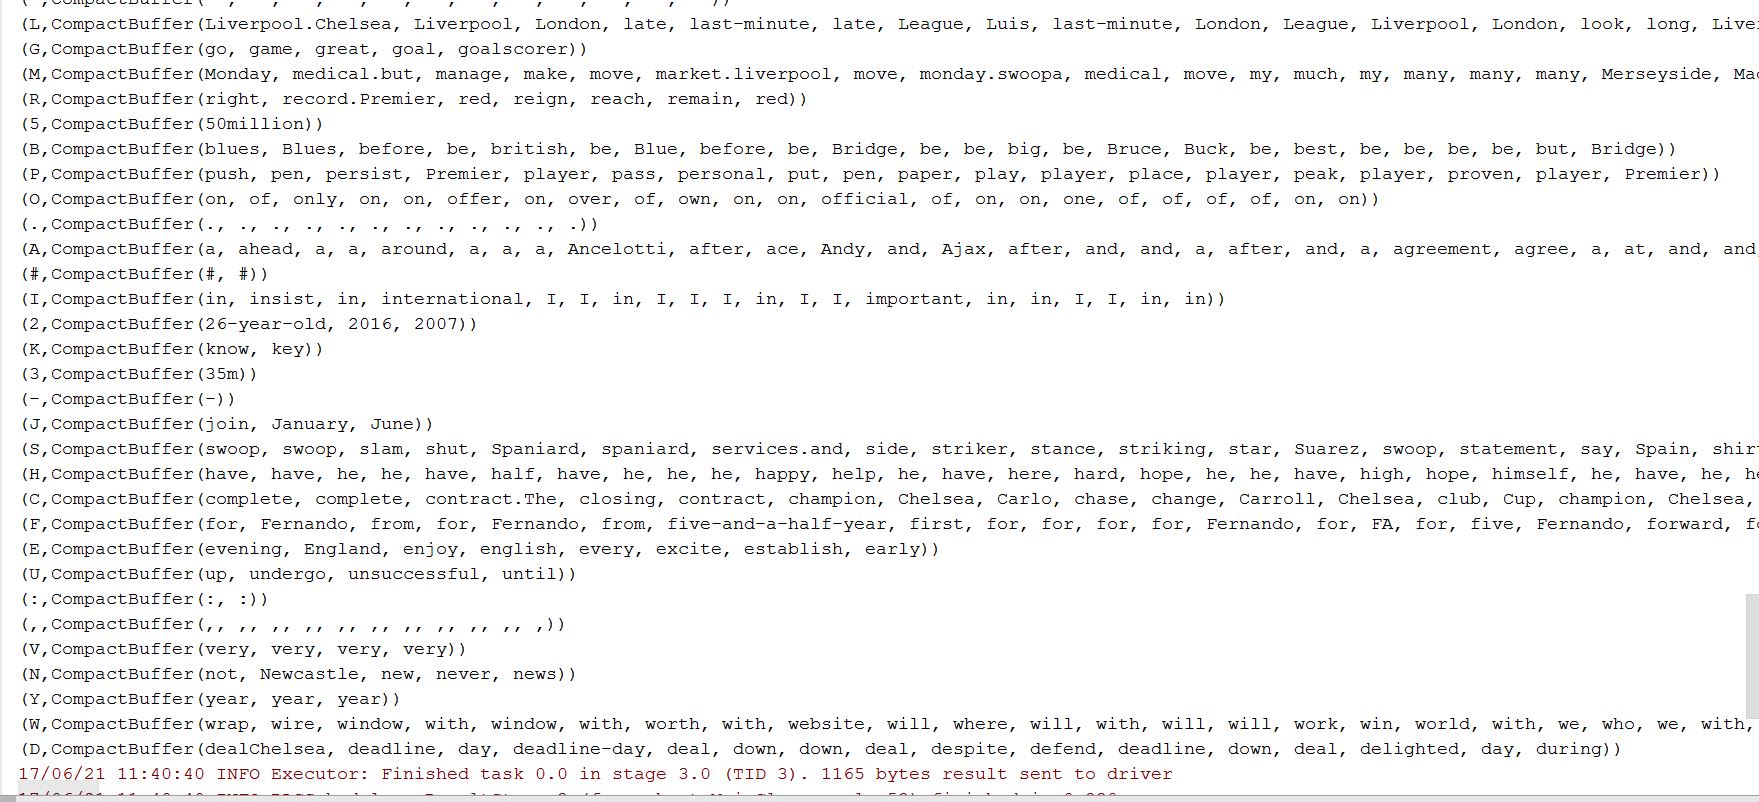 (L,CompactBuffer(Liverpool.Chelsea, Liverpool, London, late, last-minute, late, League, Luis, last-minute, London, League, Liverpool, London, look, long, Live
(G,CompactBuffer(go, game, great, goal, goalscorer))
(M,CompactBuffer(Monday, medical.but, manage, make, move, market.liverpool, move, monday.swoopa, medical, move, my, much, my, many, many, many, Merseyside, Ma
(R,CompactBuffer(right, record.Premier, red, reign, reach, remain, red))
(5,CompactBuffer(50million))
(B,CompactBuffer(blues, Blues, before, be, british, be, Blue, before, be, Bridge, be, be, big, be, Bruce, Buck, be, best, be, be, be, be, but, Bridge))
(P,CompactBuffer(push, pen, persist, Premier, player, pass, personal, put, pen, paper, play, player, place, player, peak, player, proven, player, Premier))
(O,CompactBuffer(on, of, only, on, on, offer, on, over, of, own, on, on, official, of, on, on, one, of, of, of, of, on, on))
(.,CompactBuffer(., ., ., ., ., ., ., ., ., ., ., .))
(A,CompactBuffer(a, ahead, a, a, around, a, a, a, Ancelotti, after, ace, Andy, and, Ajax, after, and, and, a, after, and, a, agreement, agree, a, at, and, and
(#,CompactBuffer(#, #))
(I,CompactBuffer(in, insist, in, international, I, I, in, I, I, I, in, I, I, important, in, in, I, I, in, in))
(2,CompactBuffer(26-year-old, 2016, 2007))
(K,CompactBuffer(know, key))
(3,CompactBuffer(35m))
(-,CompactBuffer(-))
(J,CompactBuffer(join, January, June))
(S,CompactBuffer(swoop, swoop, slam, shut, Spaniard, spaniard, services.and, side, striker, stance, striking, star, Suarez, swoop, statement, say, Spain, shir
(H,CompactBuffer(have, have, he, he, have, half, have, he, he, he, happy, help, he, have, here, hard, hope, he, he, have, high, hope, himself, he, have, he, h
(C,CompactBuffer(complete, complete, contract.The, closing, contract, champion, Chelsea, Carlo, chase, change, Carroll, Chelsea, club, Cup, champion, Chelsea,
(F,CompactBuffer(for, Fernando, from, for, Fernando, from, five-and-a-half-year, first, for, for, for, for, Fernando, for, FA, for, five, Fernando, forward, f
(E,CompactBuffer(evening, England, enjoy, english, every, excite, establish, early))
(U,CompactBuffer(up, undergo, unsuccessful, until))
(:,CompactBuffer(:, :))
(,,CompactBuffer(,, ,, ,, ,, ,, ,, ,, ,, ,, ,, ,))
(V,CompactBuffer(very, very, very, very))
(N,CompactBuffer(not, Newcastle, new, never, news))
(Y,CompactBuffer(year, year, year))
(W,CompactBuffer(wrap, wire, window, with, window, with, worth, with, website, will, where, will, with, will, will, work, win, world, with, we, who, we, with,
(D,CompactBuffer(dealChelsea, deadline, day, deadline-day, deal, down, down, deal, despite, defend, deadline, down, deal, delighted, day, during))
17/06/21 11:40:40 INFO Executor: Finished task 0.0 in stage 3.0 (TID 3). 1165 bytes result sent to driver